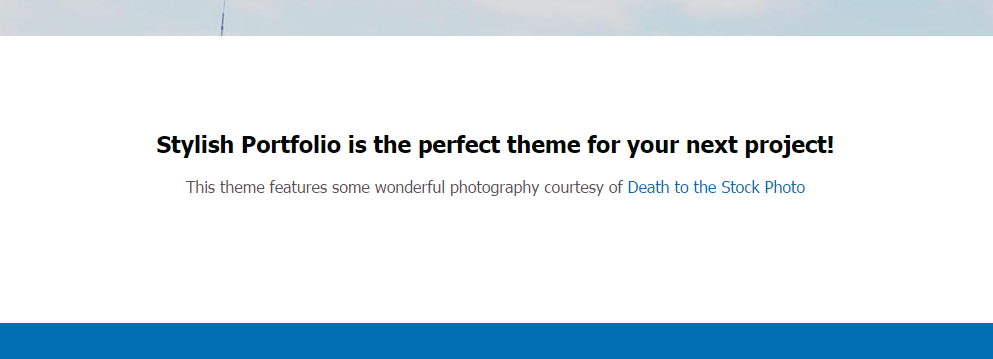 Stylish Portfolio is the perfect theme for your next project!
This theme features some wonderful photography courtesy of Death to the Stock Photo